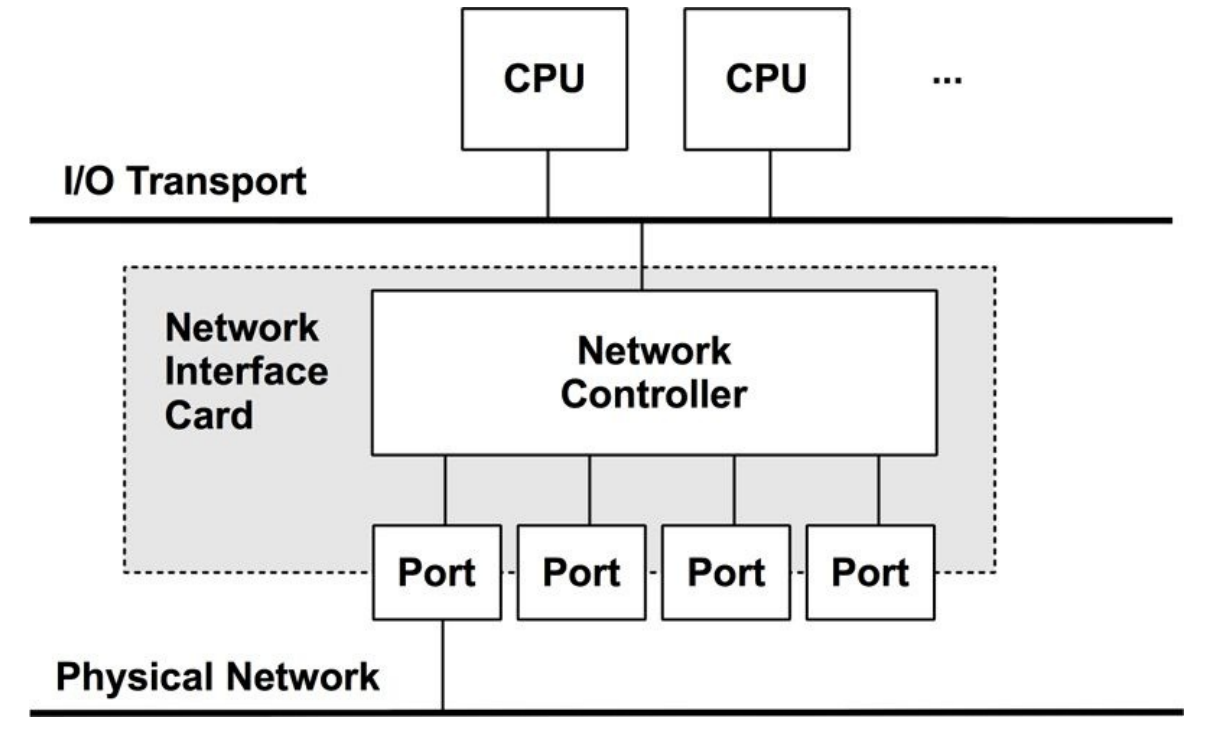 CPU
CPU
...
I/O Transport
Network
Interface
Card
Network
Controller
Port
Port
Port
Port
Physical Network